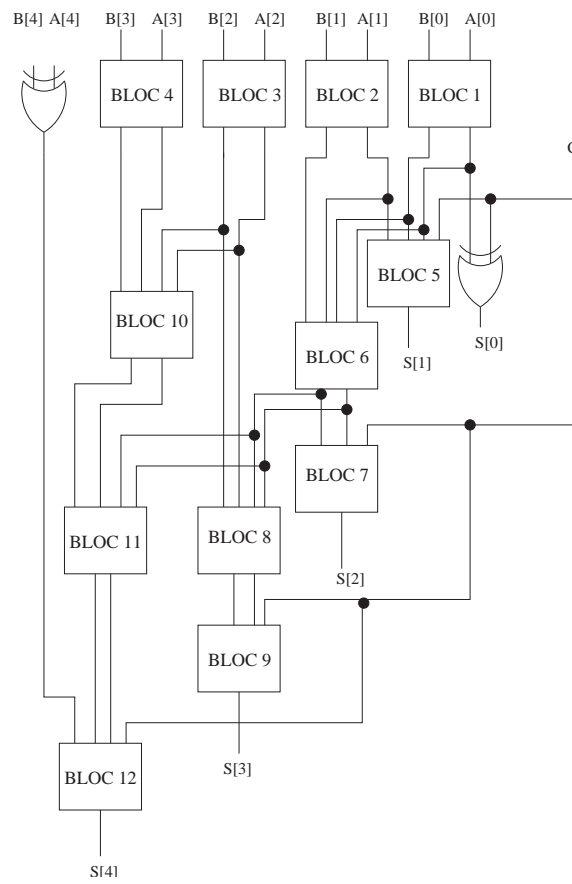 B[4] A[4] B[3] A[3] B[2] A[2] B[1] A[1] B[0] A[0]
BLOC 4 BLOC 3 BLOC 2 BLOC 1
BLOC 5
BLOC 10
S[0]
BLOC 6
S[1]
BLOC 7
BLOC 11 BLOC 8
S[2]
BLOC 9
S[3]
BLOC 12
S[4]